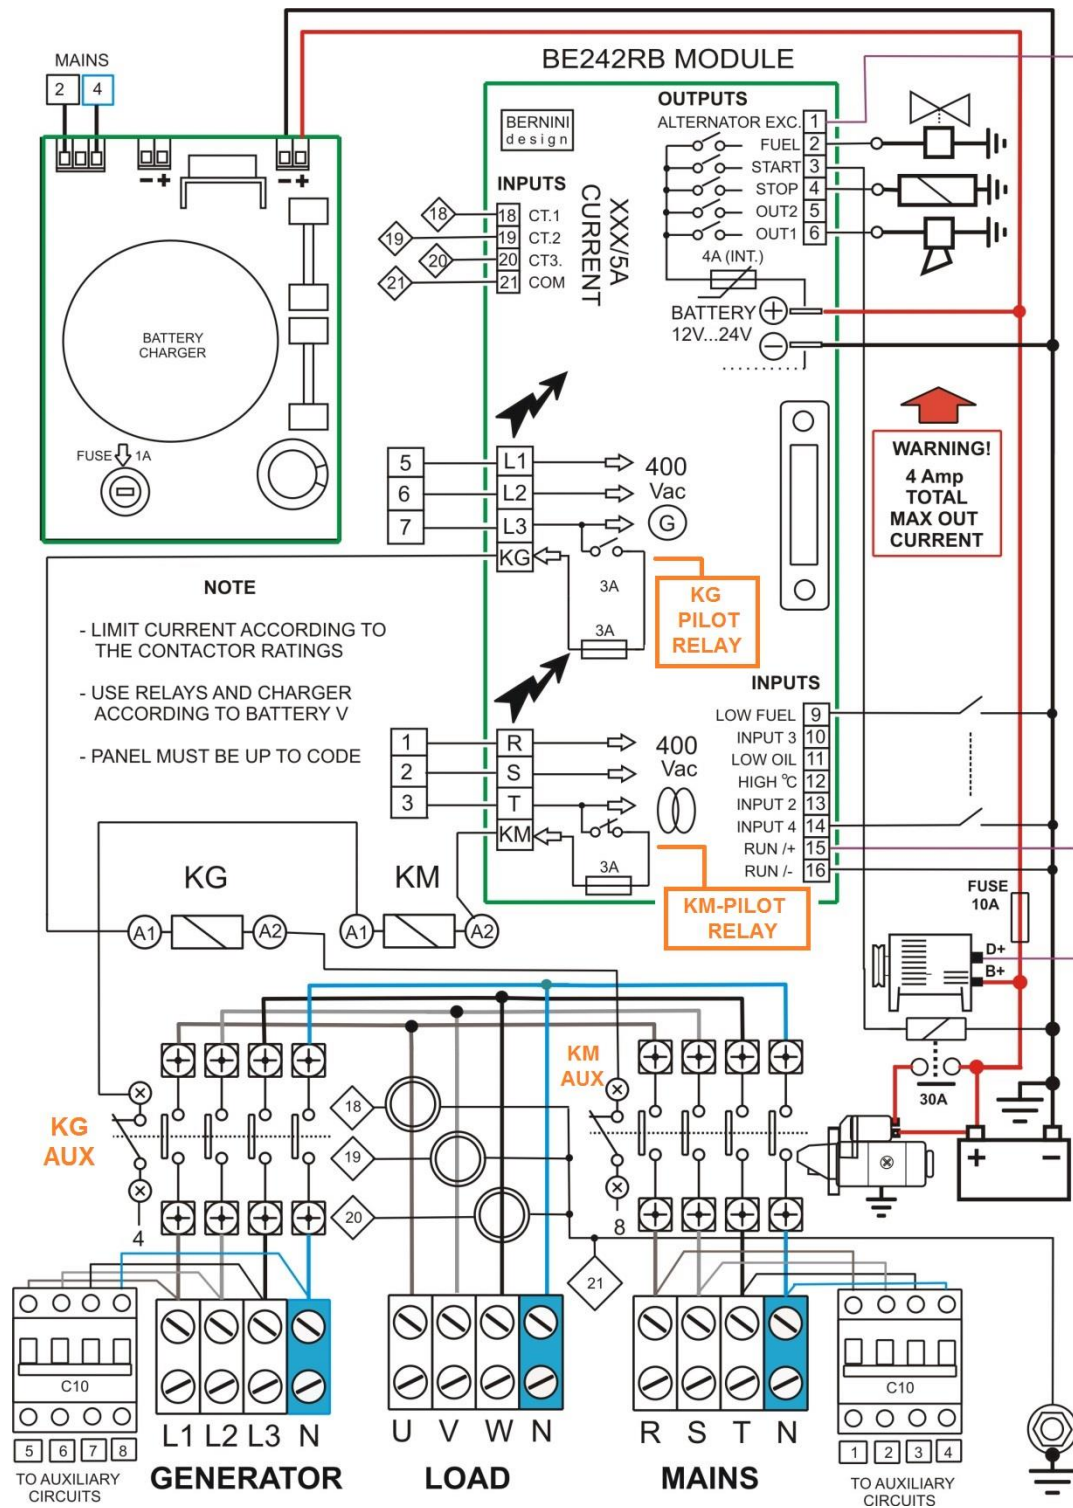 MAINS
2
4
- +
- +
BATTERY
CHARGER
FUSE 1A
BE242RB MODULE
BERNINI
design
OUTPUTS
ALTERNATOR EXC. 1
FUEL 2
START 3
STOP 4
OUT2 5
OUT1 6
4A (INT.)
BATTERY +
12V...24V
-
INPUTS
18 18 CT.1
19 19 CT.2
20 20 CT3.
21 21 COM
XXX/5A
CURRENT
WARNING!
4 Amp
TOTAL
MAX OUT
CURRENT
5 L1
6 L2
7 L3
KG
400
Vac
G
3A
3A
KG
PILOT
RELAY
NOTE
- LIMIT CURRENT ACCORDING TO
THE CONTACTOR RATINGS
- USE RELAYS AND CHARGER
ACCORDING TO BATTERY V
- PANEL MUST BE UP TO CODE
1 R
2 S
3 T
KM
400
Vac
3A
KM-PILOT
RELAY
INPUTS
LOW FUEL 9
INPUT 3 10
LOW OIL 11
HIGH °C 12
INPUT 2 13
INPUT 4 14
RUN /+ 15
RUN /- 16
KG
A1 A2
KM
A1 A2
FUSE
10A
D+
B+
30A
+ -
KG
AUX
4
KM
AUX
8
18
19
20
21
C10
5 6 7 8
TO AUXILIARY
CIRCUITS
L1 L2 L3 N
GENERATOR
U V W N
LOAD
R S T N
MAINS
C10
1 2 3 4
TO AUXILIARY
CIRCUITS